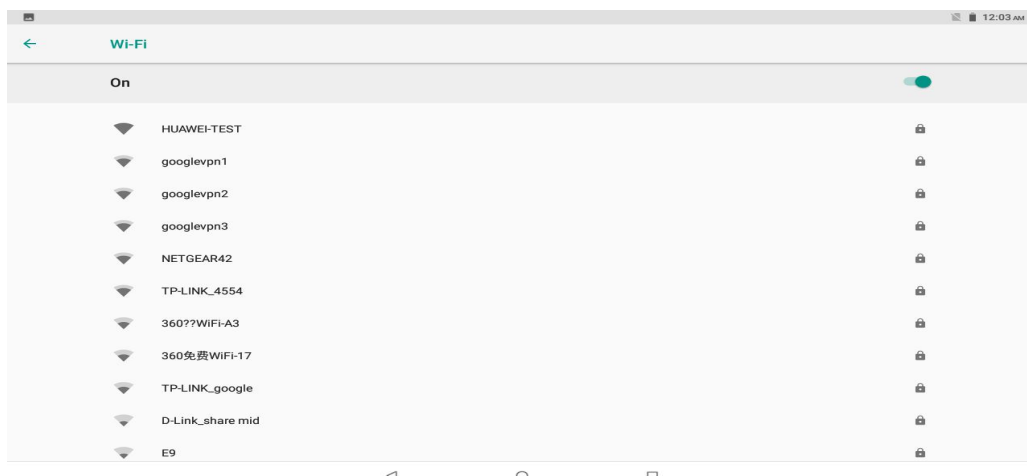 12:03 AM
Wi-Fi
On
HUAWEI-TEST
googlevpn1
googlevpn2
googlevpn3
NETGEAR42
TP-LINK_4554
360??WiFi-A3
360免费WiFi-17
TP-LINK_google
D-Link_share mid
E9